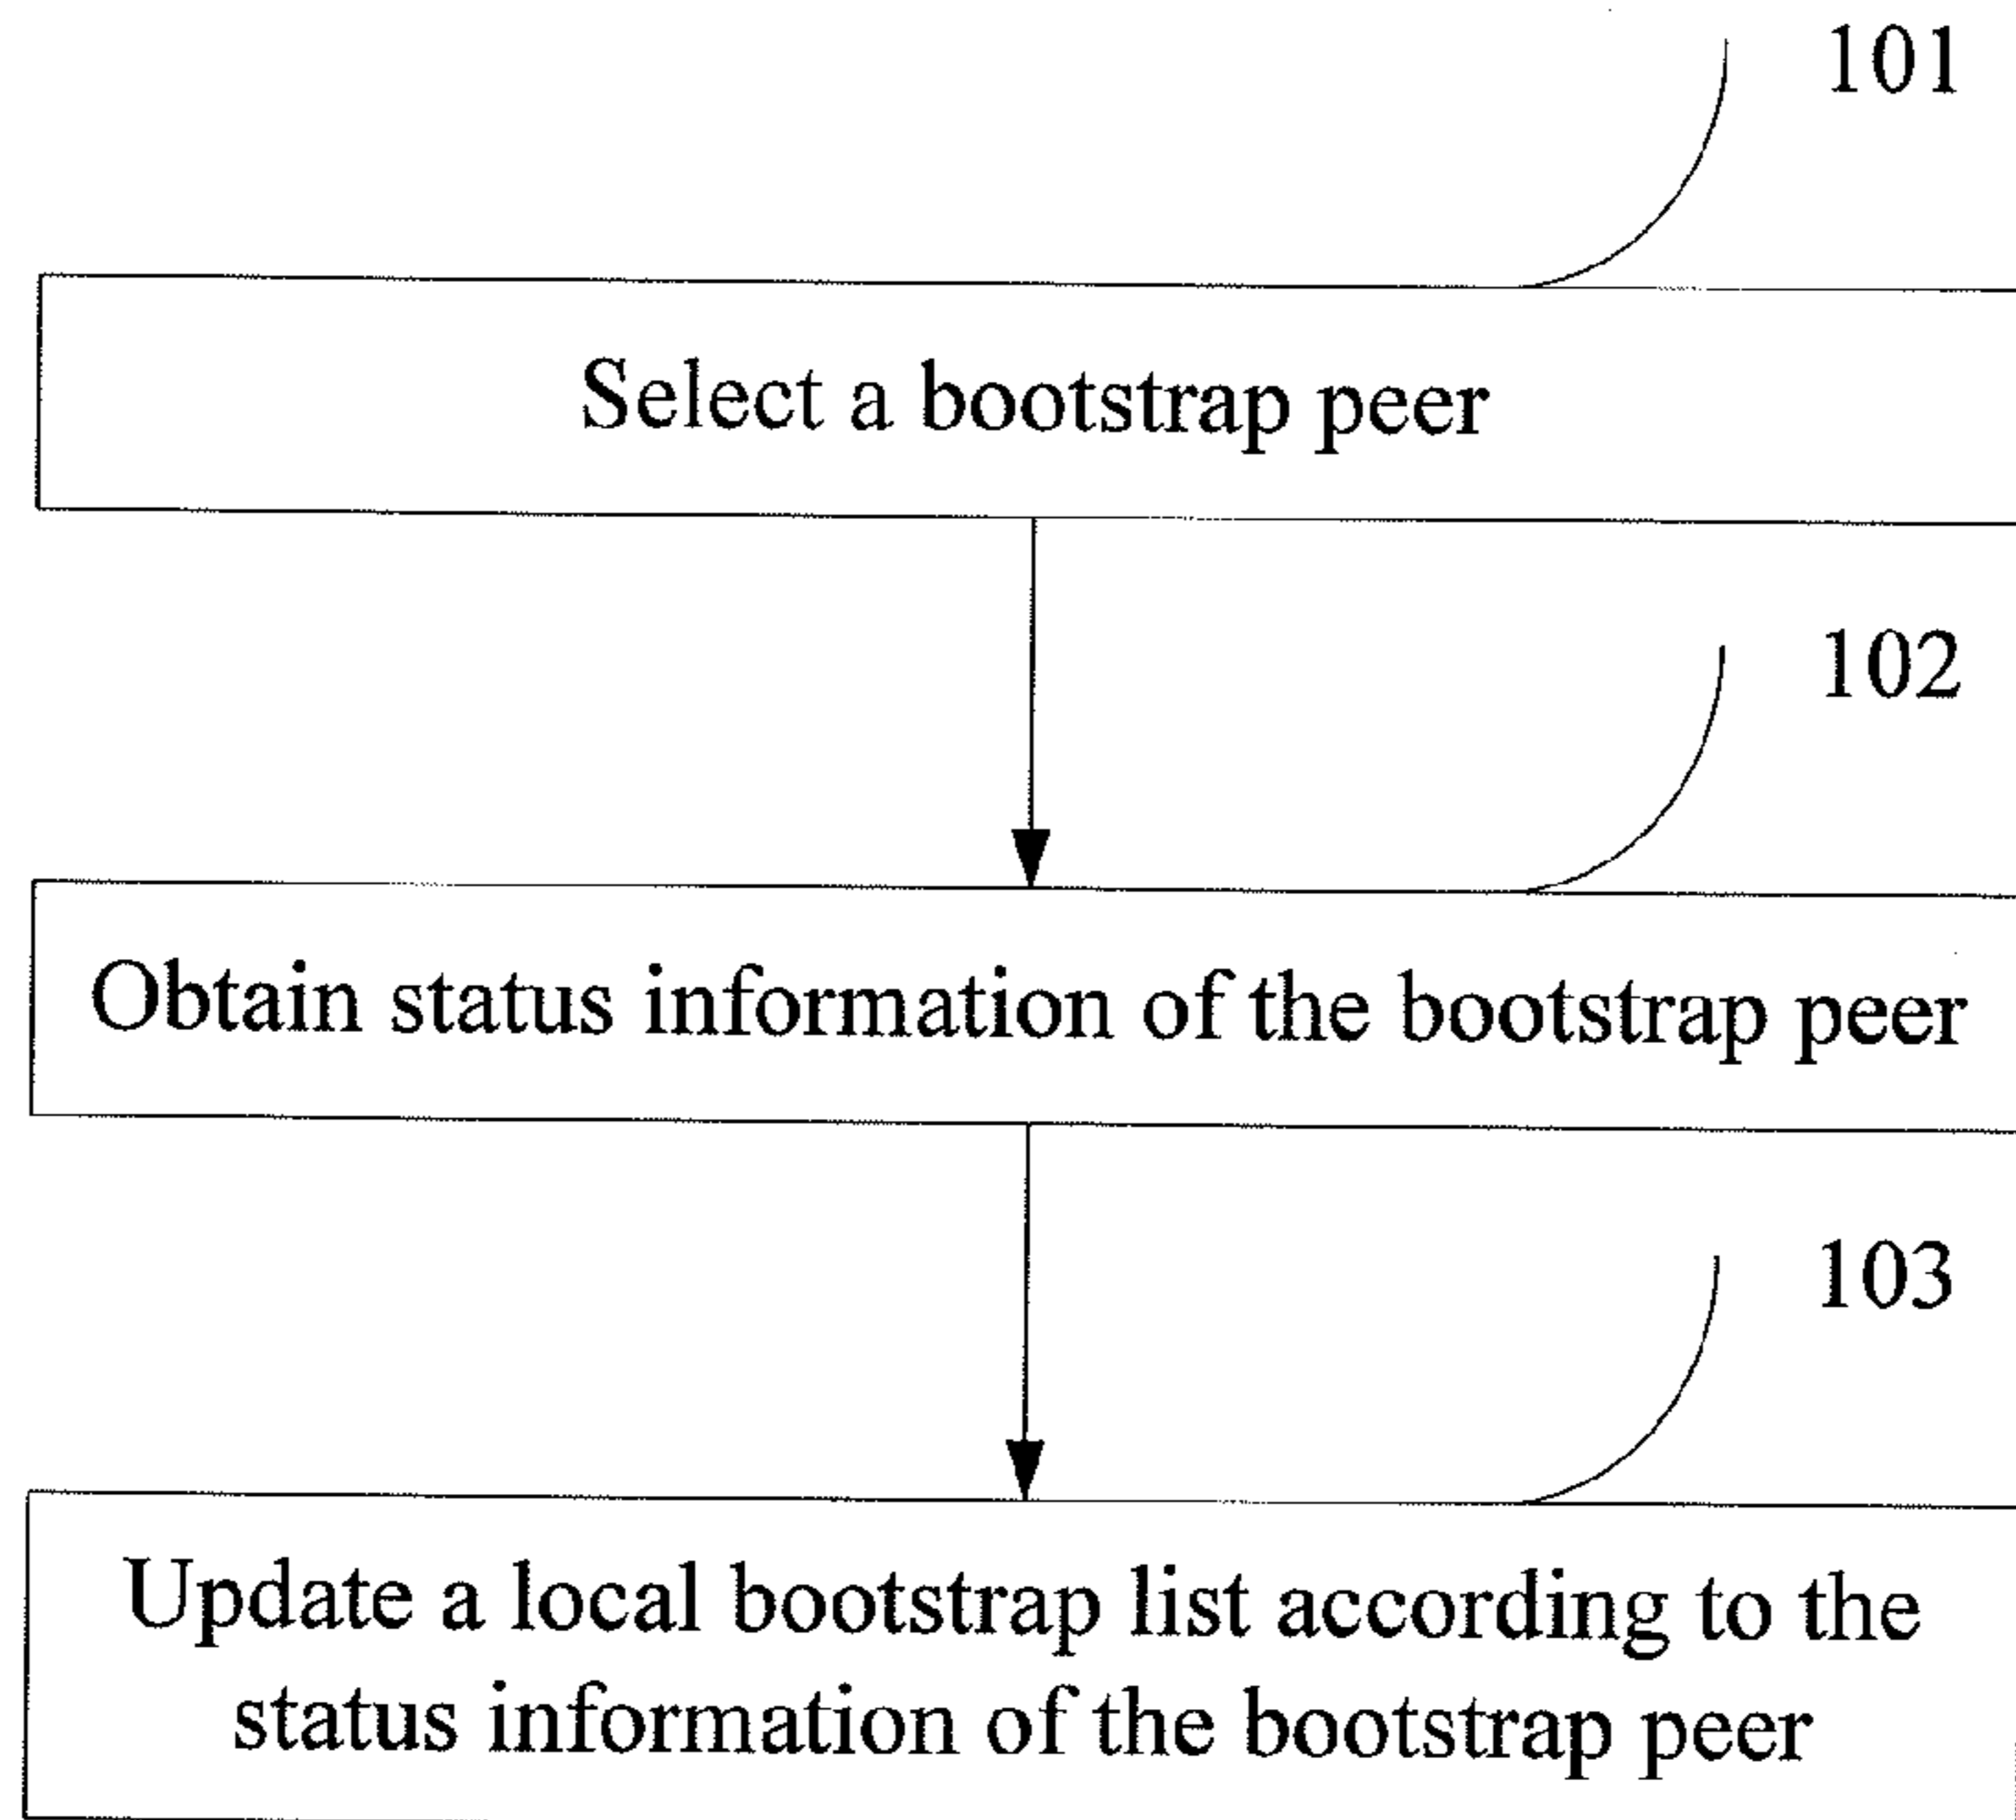 101
Select a bootstrap peer
102
Obtain status information of the bootstrap peer
103
Update a local bootstrap list according to the
status information of the bootstrap peer